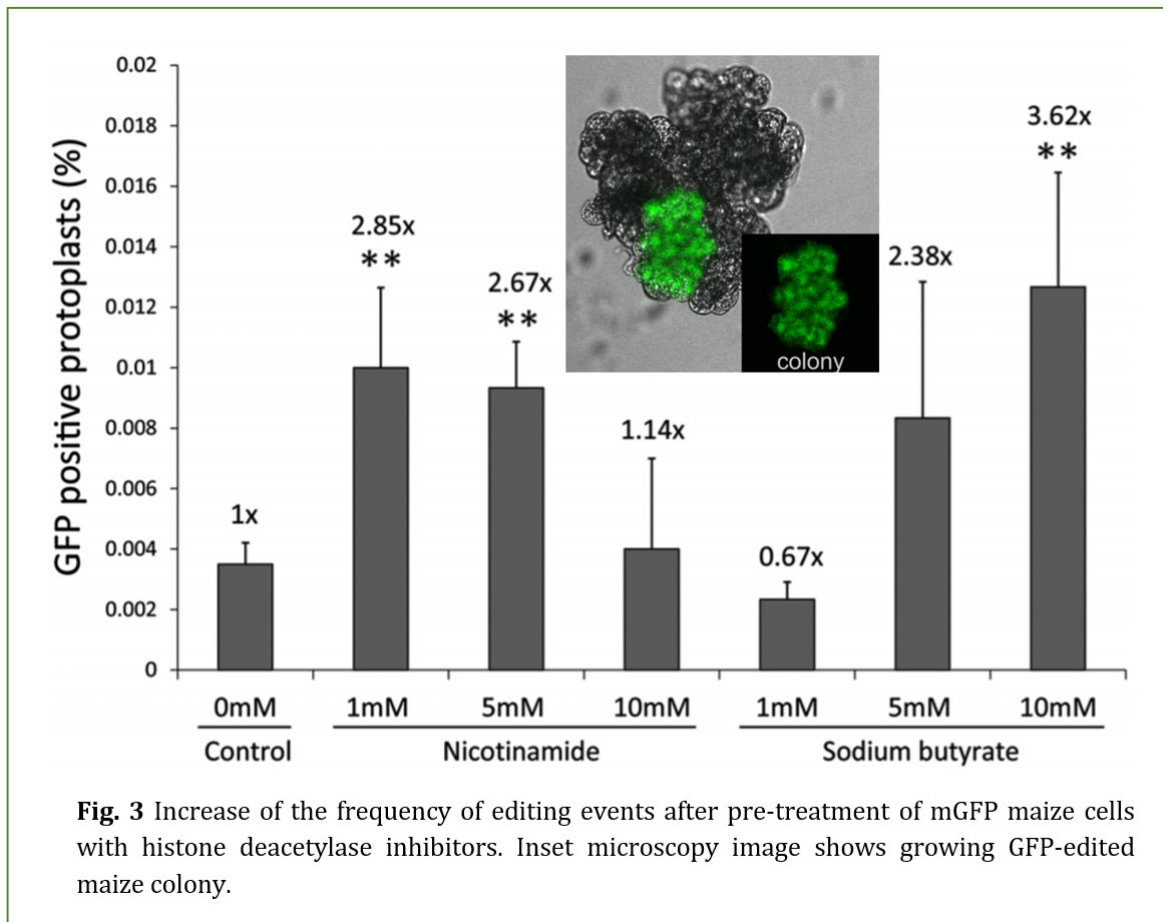 0.02
0.018
0.016
0.014
0.012
0.01
0.008
0.006
0.004
0.002
0
GFP positive protoplasts (%)
1x
2.85x
**
2.67x
**
1.14x
0.67x
2.38x
3.62x
**
colony
0mM 1mM 5mM 10mM 1mM 5mM 10mM
Control Nicotinamide Sodium butyrate
Fig. 3 Increase of the frequency of editing events after pre-treatment of mGFP maize cells
with histone deacetylase inhibitors. Inset microscopy image shows growing GFP-edited
maize colony.